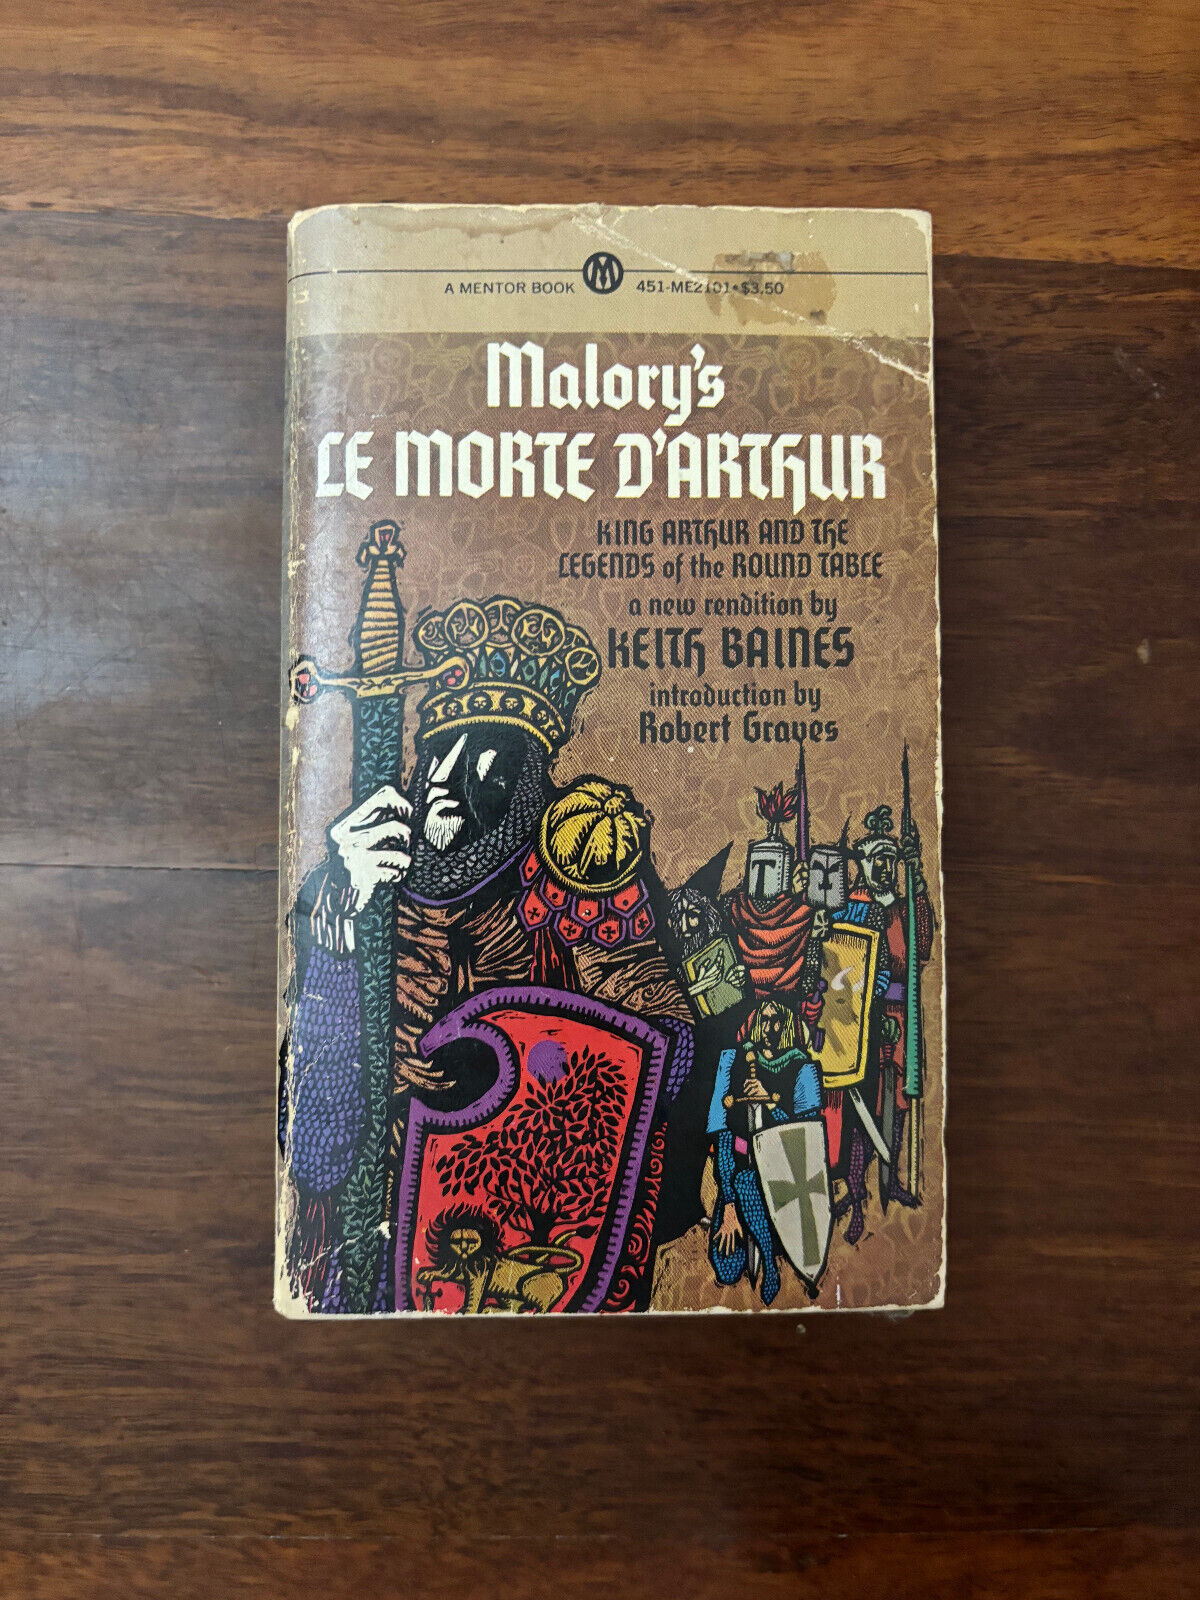 A MENTOR BOOK M 451-ME2101•$3.50
Malory's
LE MORTE D'ARTHUR
KING ARTHUR AND THE
LEGENDS of the ROUND TABLE
a new rendition by
KEITH BAINES
introduction by
Robert Graves